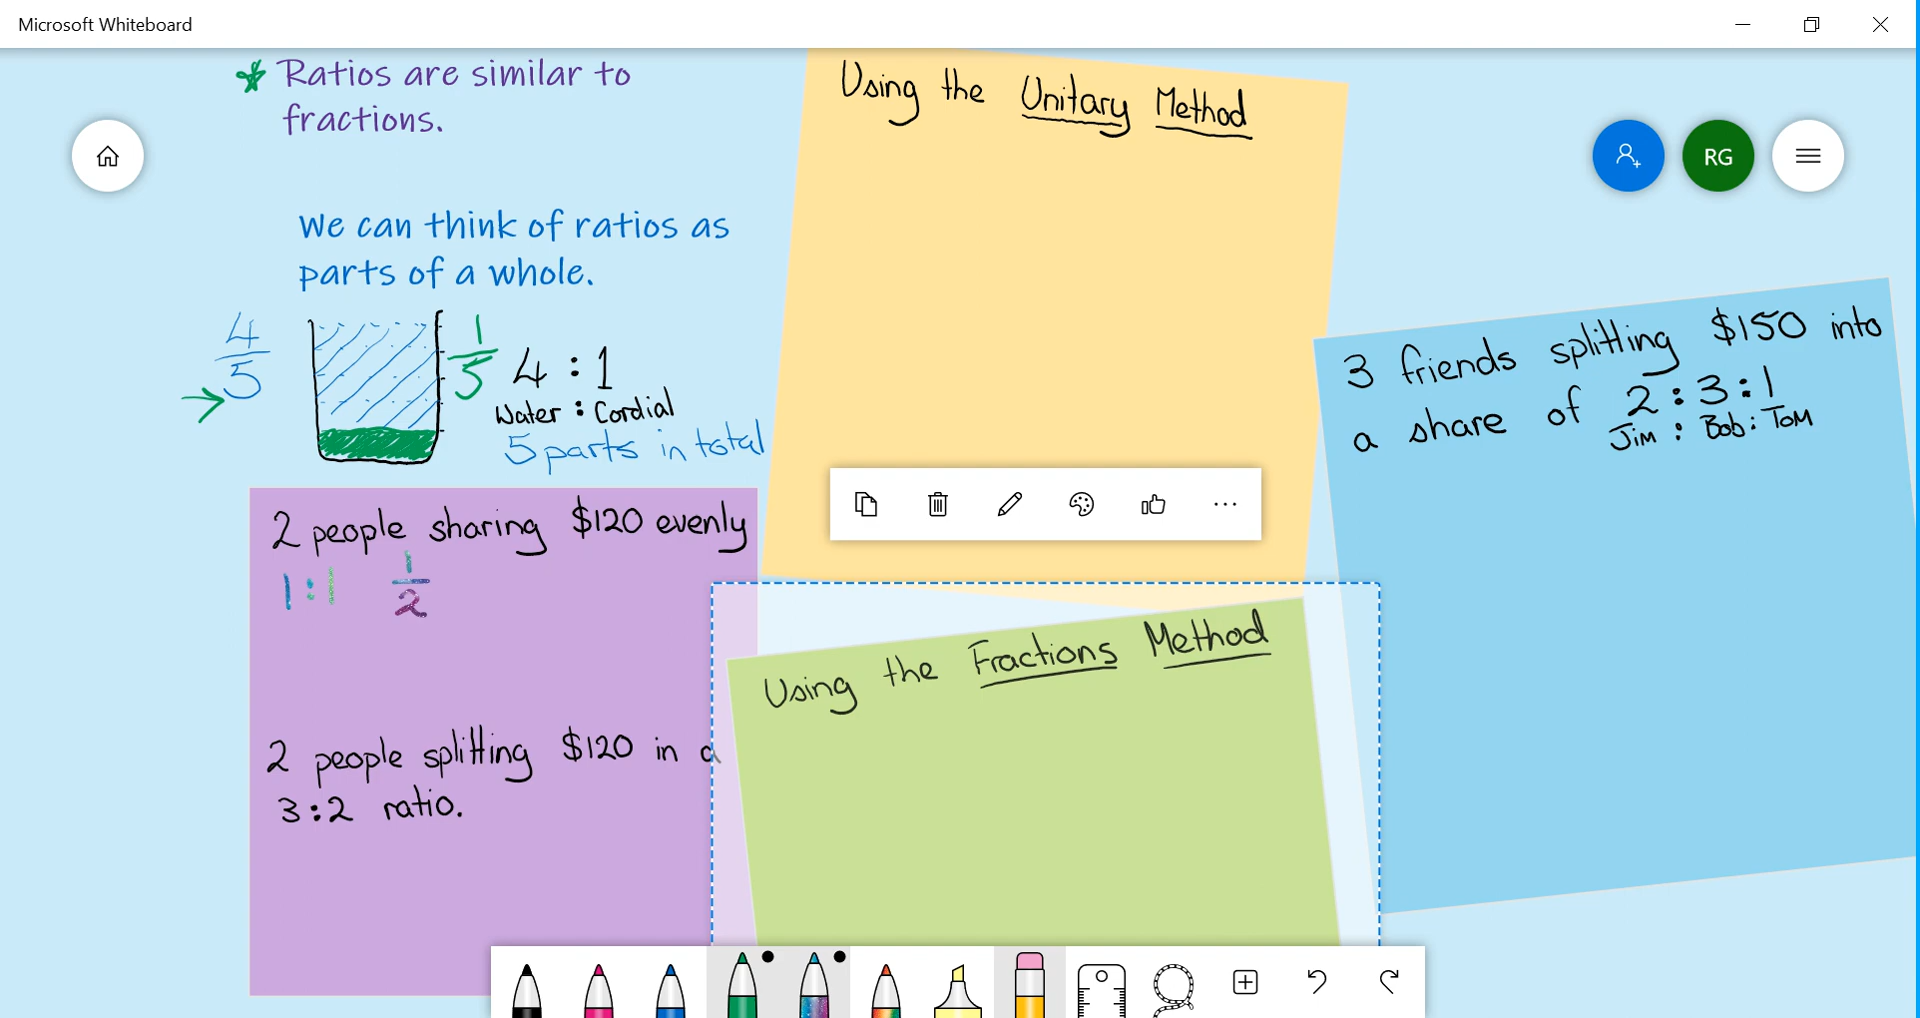 Microsoft Whiteboard
Ratios are similar to
fractions.
We can think of ratios as
parts of a whole.
4
5
1
5
4 : 1
Water : Cordial
5 parts in total
2 people sharing $120 evenly
1:1 1
2
2 people splitting $120 in a
3:2 ratio.
Using the Unitary Method
Using the Fractions Method
RG
3 friends splitting $150 into
a share of 2:3:1
Jim : Bob : Tom